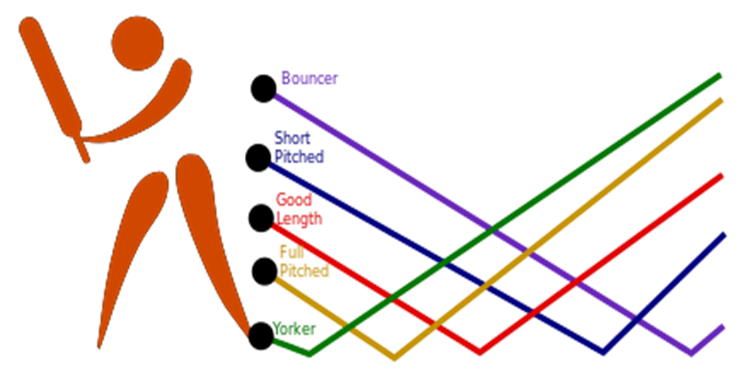 Bouncer
Short
Pitched
Good
Length
Full
Pitched
Yorker